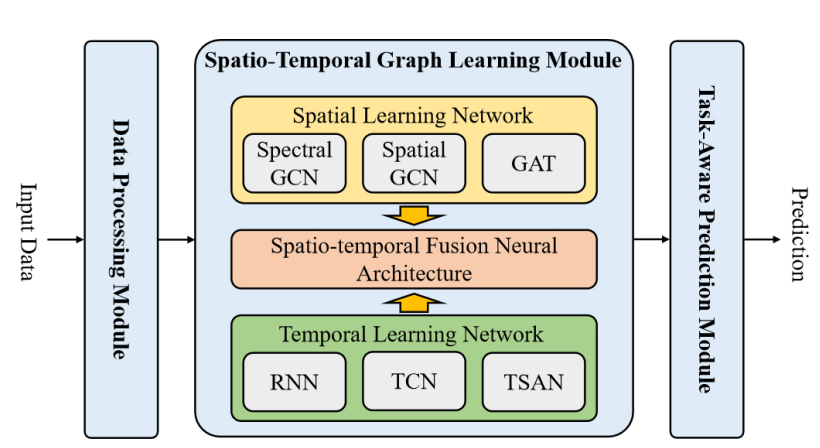 Input Data
Data Processing Module
Spatio-Temporal Graph Learning Module
Spatial Learning Network
Spectral
GCN
Spatial
GCN
GAT
Spatio-temporal Fusion Neural
Architecture
Temporal Learning Network
RNN
TCN
TSAN
Task-Aware Prediction Module
Prediction